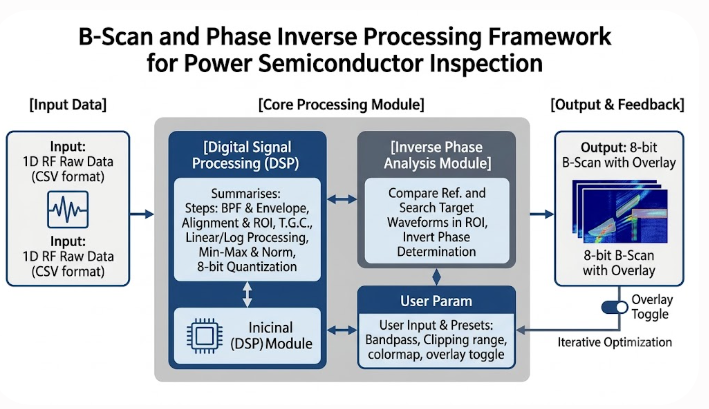 B-Scan and Phase Inverse Processing Framework
for Power Semiconductor Inspection
[Input Data]
[Core Processing Module]
[Output & Feedback]
Input:
1D RF Raw Data
(CSV format)
Input:
1D RF Raw Data
(CSV format)
[Digital Signal
Processing (DSP)
Summarises:
Steps: BPF & Envelope,
Alignment & ROI, T.G.C.,
Linear/Log Processing,
Min-Max & Norm,
8-bit Quantization
Inicinal
(DSP) Module
[Inverse Phase
Analysis Module]
Compare Ref. and
Search Target
Waveforms in ROI,
Invert Phase
Determination
User Param
User Input & Presets:
Bandpass, Clipping range,
colormap, overlay toggle
Output: 8-bit
B-Scan with Overlay
8-bit B-Scan
with Overlay
Overlay
Toggle
Iterative Optimization